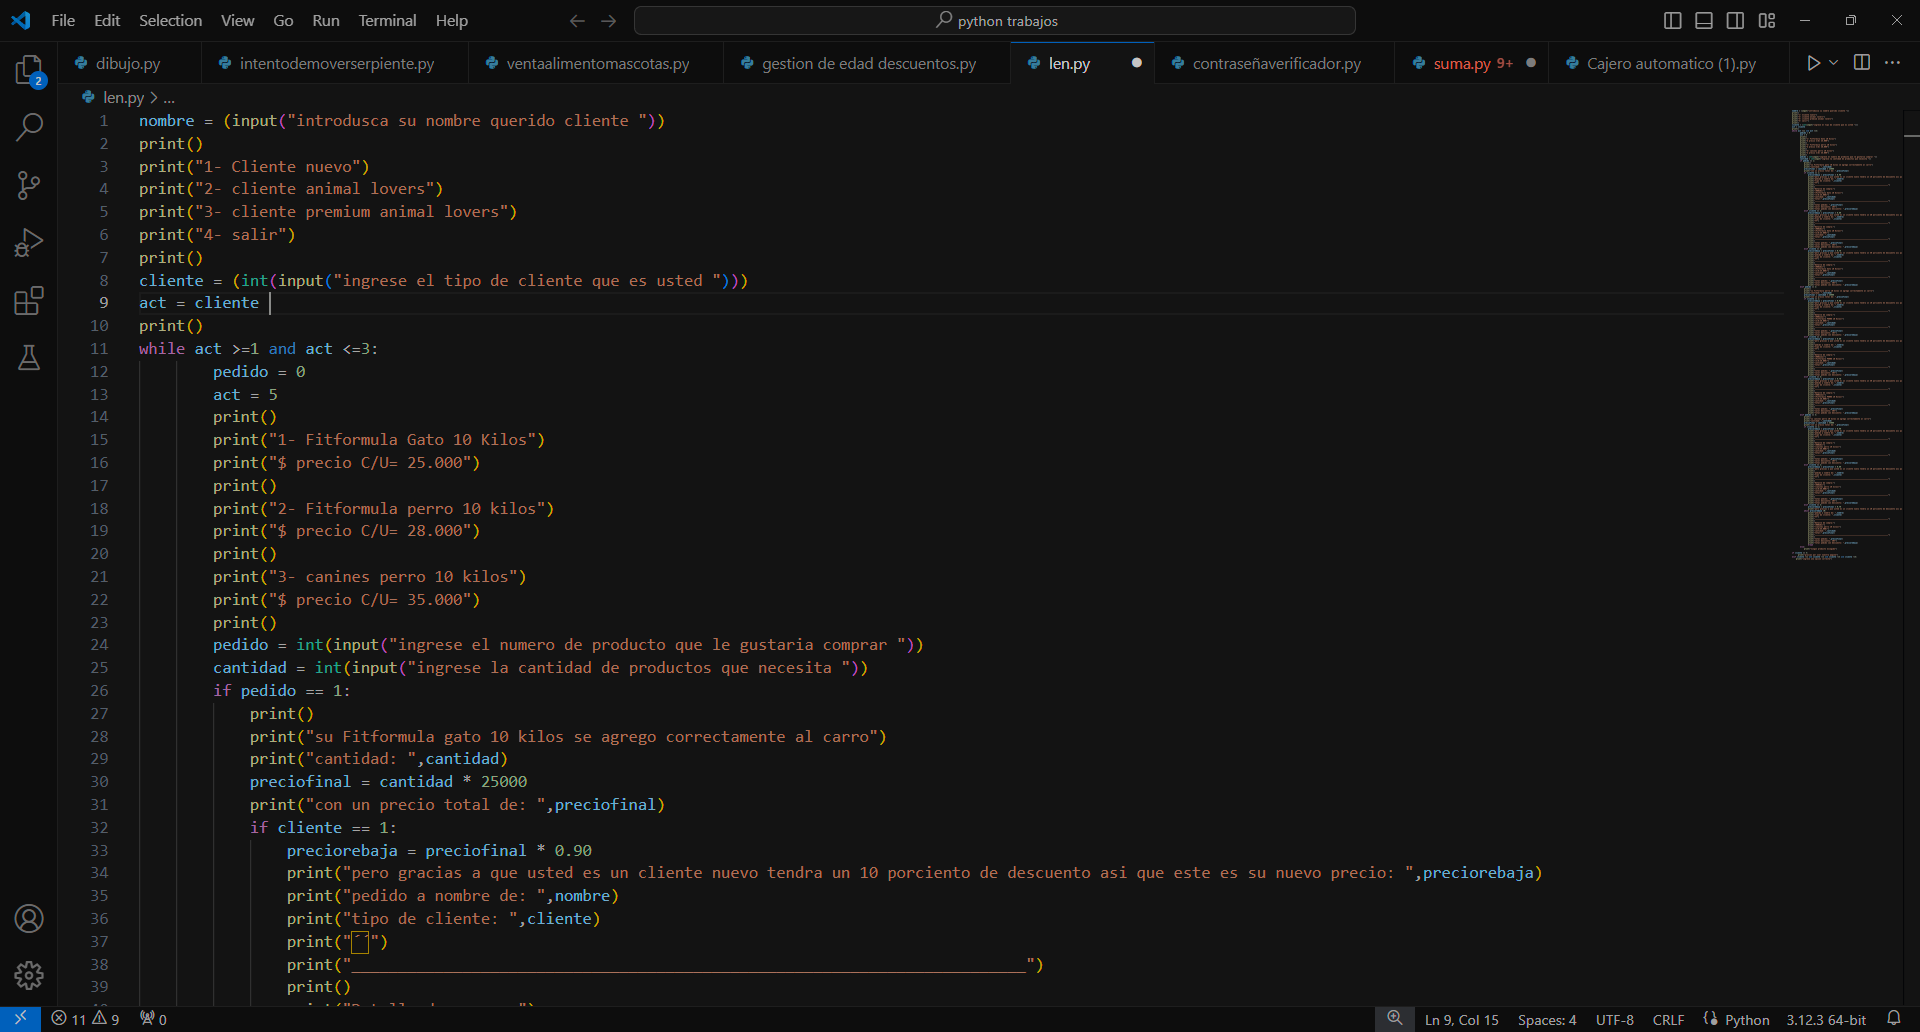 File Edit Selection View Go Run Terminal Help
python trabajos
dibujo.py intentodemoverserpiente.py ventaalimentomascotas.py gestion de edad descuentos.py len.py contraseñaverificador.py suma.py 9+ Cajero automatico (1).py
2
len.py > ...
1 nombre = (input("introdusca su nombre querido cliente "))
2 print()
3 print("1- Cliente nuevo")
4 print("2- cliente animal lovers")
5 print("3- cliente premium animal lovers")
6 print("4- salir")
7 print()
8 cliente = (int(input("ingrese el tipo de cliente que es usted ")))
9 act = cliente
10 print()
11 while act >=1 and act <=3:
12 pedido = 0
13 act = 5
14 print()
15 print("1- Fitformula Gato 10 Kilos")
16 print("$ precio C/U= 25.000")
17 print()
18 print("2- Fitformula perro 10 kilos")
19 print("$ precio C/U= 28.000")
20 print()
21 print("3- canines perro 10 kilos")
22 print("$ precio C/U= 35.000")
23 print()
24 pedido = int(input("ingrese el numero de producto que le gustaria comprar "))
25 cantidad = int(input("ingrese la cantidad de productos que necesita "))
26 if pedido == 1:
27 print()
28 print("su Fitformula gato 10 kilos se agrego correctamente al carro")
29 print("cantidad: ",cantidad)
30 preciofinal = cantidad * 25000
31 print("con un precio total de: ",preciofinal)
32 if cliente == 1:
33 preciorebaja = preciofinal * 0.90
34 print("pero gracias a que usted es un cliente nuevo tendra un 10 porciento de descuento asi que este es su nuevo precio: ",preciorebaja)
35 print("pedido a nombre de: ",nombre)
36 print("tipo de cliente: ",cliente)
37 print("´´")
38 print("_________________________________________________________________________")
39 print()
11 9 0
Ln 9, Col 15 Spaces: 4 UTF-8 CRLF Python 3.12.3 64-bit